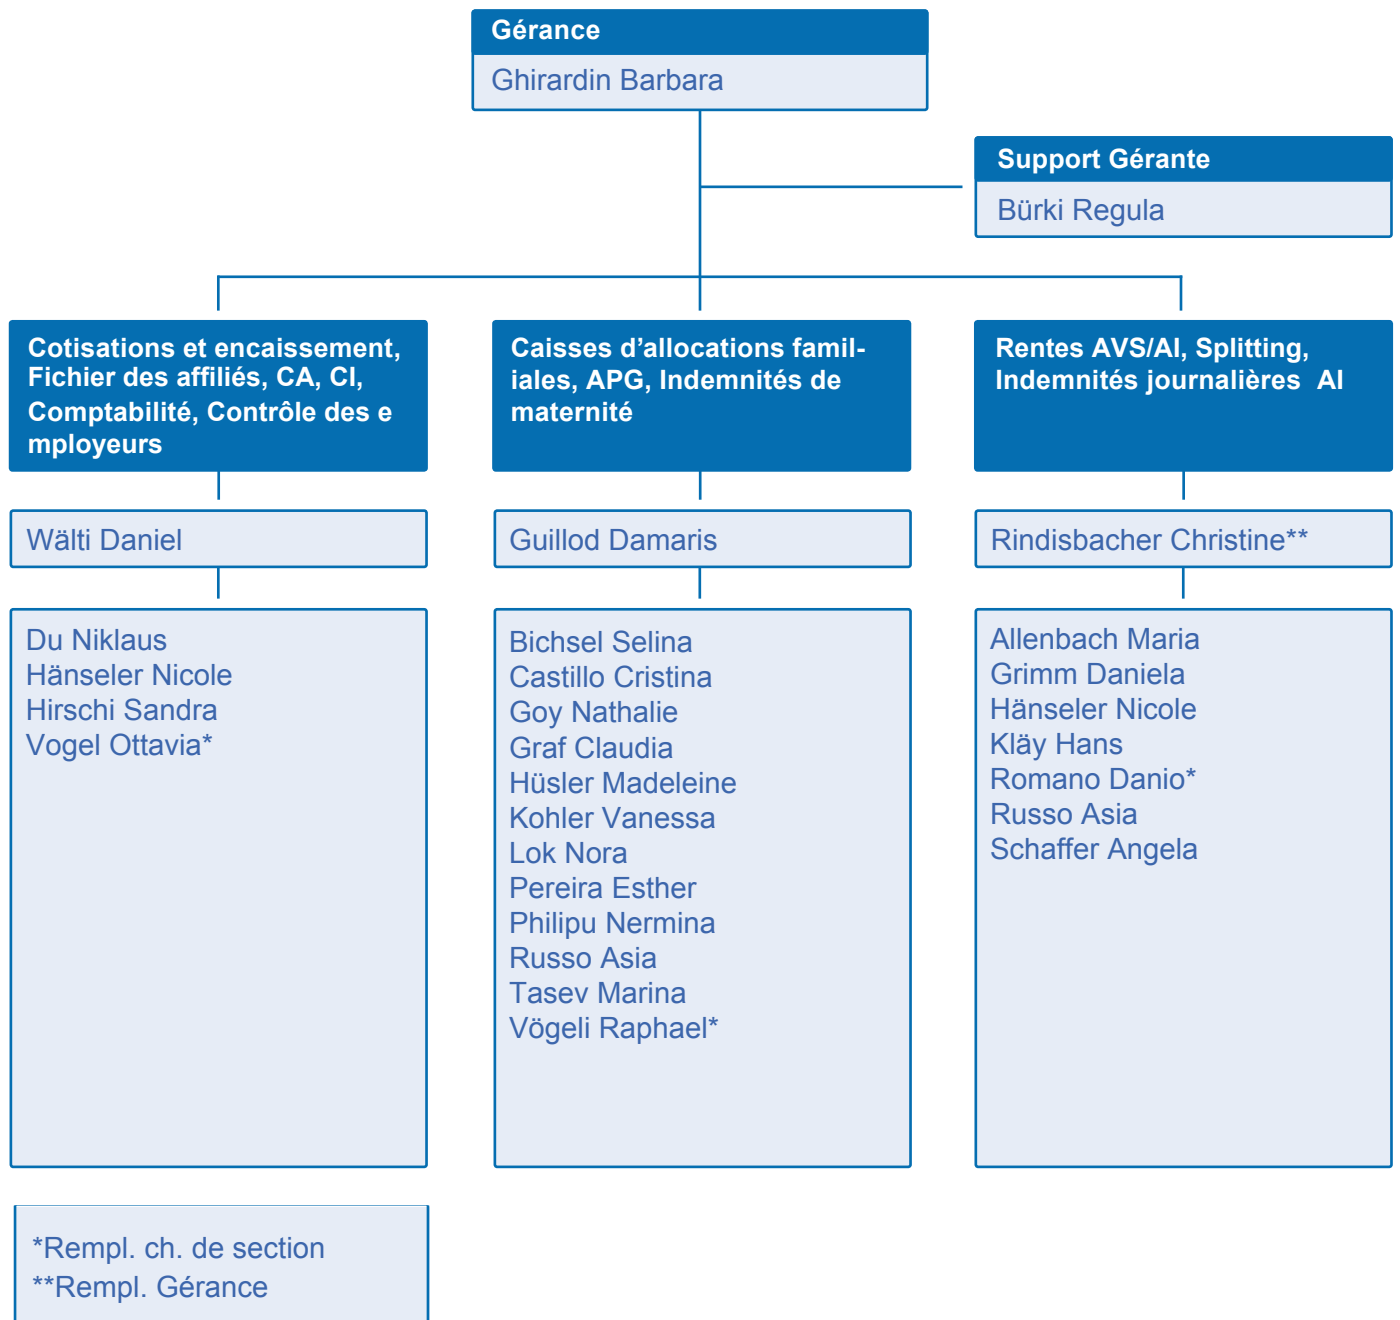 Gérance
Ghirardin Barbara
Support Gérante
Bürki Regula
Cotisations et encaissement,
Fichier des affiliés, CA, CI,
Comptabilité, Contrôle des e
mployeurs
Wälti Daniel
Du Niklaus
Hänseler Nicole
Hirschi Sandra
Vogel Ottavia*
Caisses d’allocations famil-
iales, APG, Indemnités de
maternité
Guillod Damaris
Bichsel Selina
Castillo Cristina
Goy Nathalie
Graf Claudia
Hüsler Madeleine
Kohler Vanessa
Lok Nora
Pereira Esther
Philipu Nermina
Russo Asia
Tasev Marina
Vögeli Raphael*
Rentes AVS/AI, Splitting,
Indemnités journalières  AI
Rindisbacher Christine**
Allenbach Maria
Grimm Daniela
Hänseler Nicole
Kläy Hans
Romano Danio*
Russo Asia
Schaffer Angela
*Rempl. ch. de section
**Rempl. Gérance